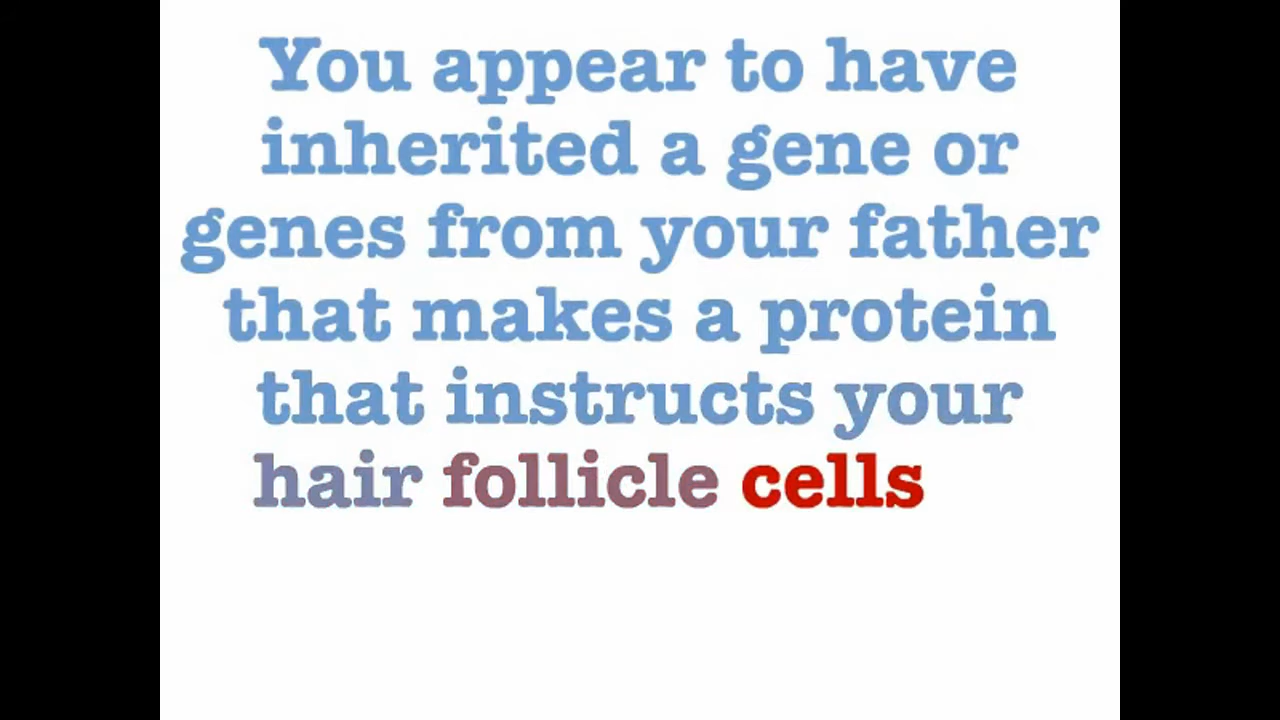 You appear to have
inherited a gene or
genes from your father
that makes a protein
that instructs your
hair follicle cells